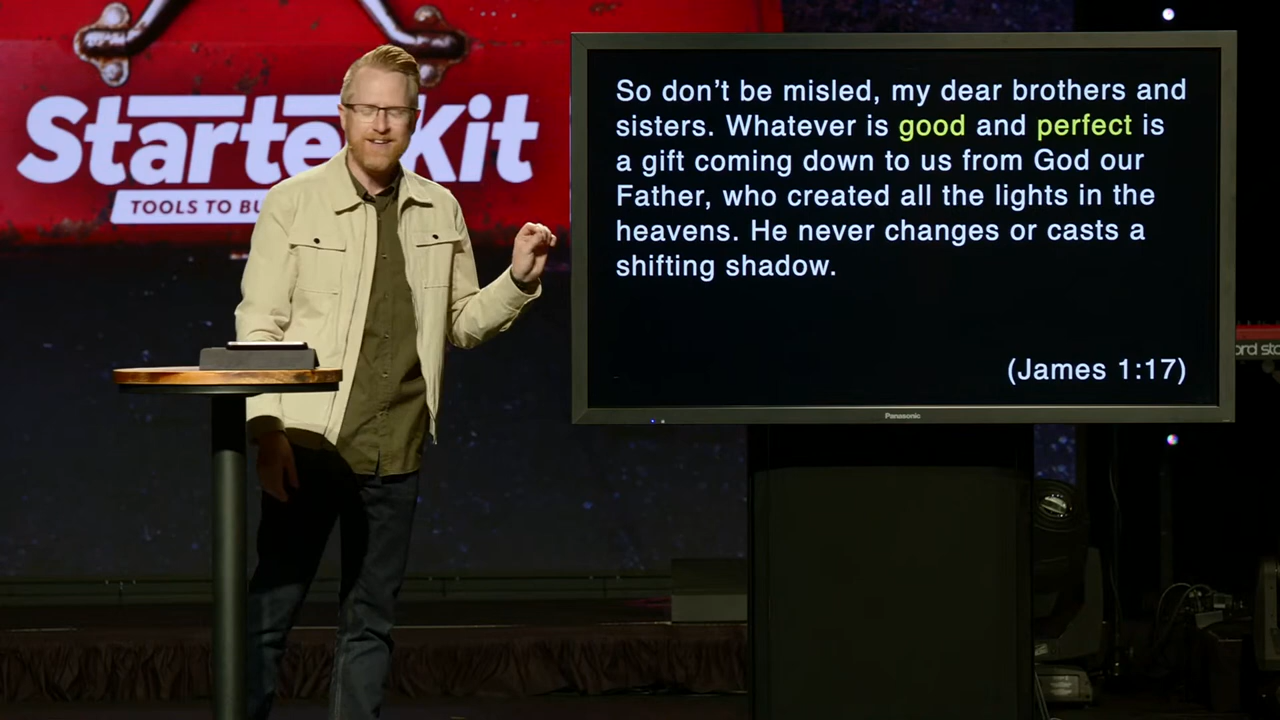 Starte Kit
TOOLS TO BU
So don't be misled, my dear brothers and
sisters. Whatever is good and perfect is
a gift coming down to us from God our
Father, who created all the lights in the
heavens. He never changes or casts a
shifting shadow.
(James 1:17)
Panasonic